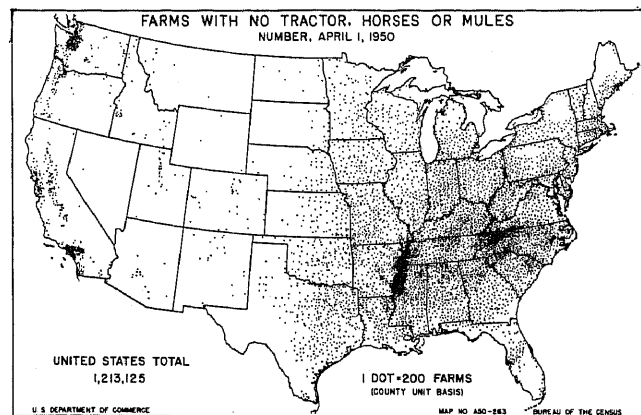 FARMS WITH NO TRACTOR, HORSES OR MULES
NUMBER, APRIL 1, 1950
UNITED STATES TOTAL
1,213,125
1 DOT=200 FARMS
(COUNTY UNIT BASIS)
U S DEPARTMENT OF COMMERCE
MAP NO A50-263
BUREAU OF THE CENSUS